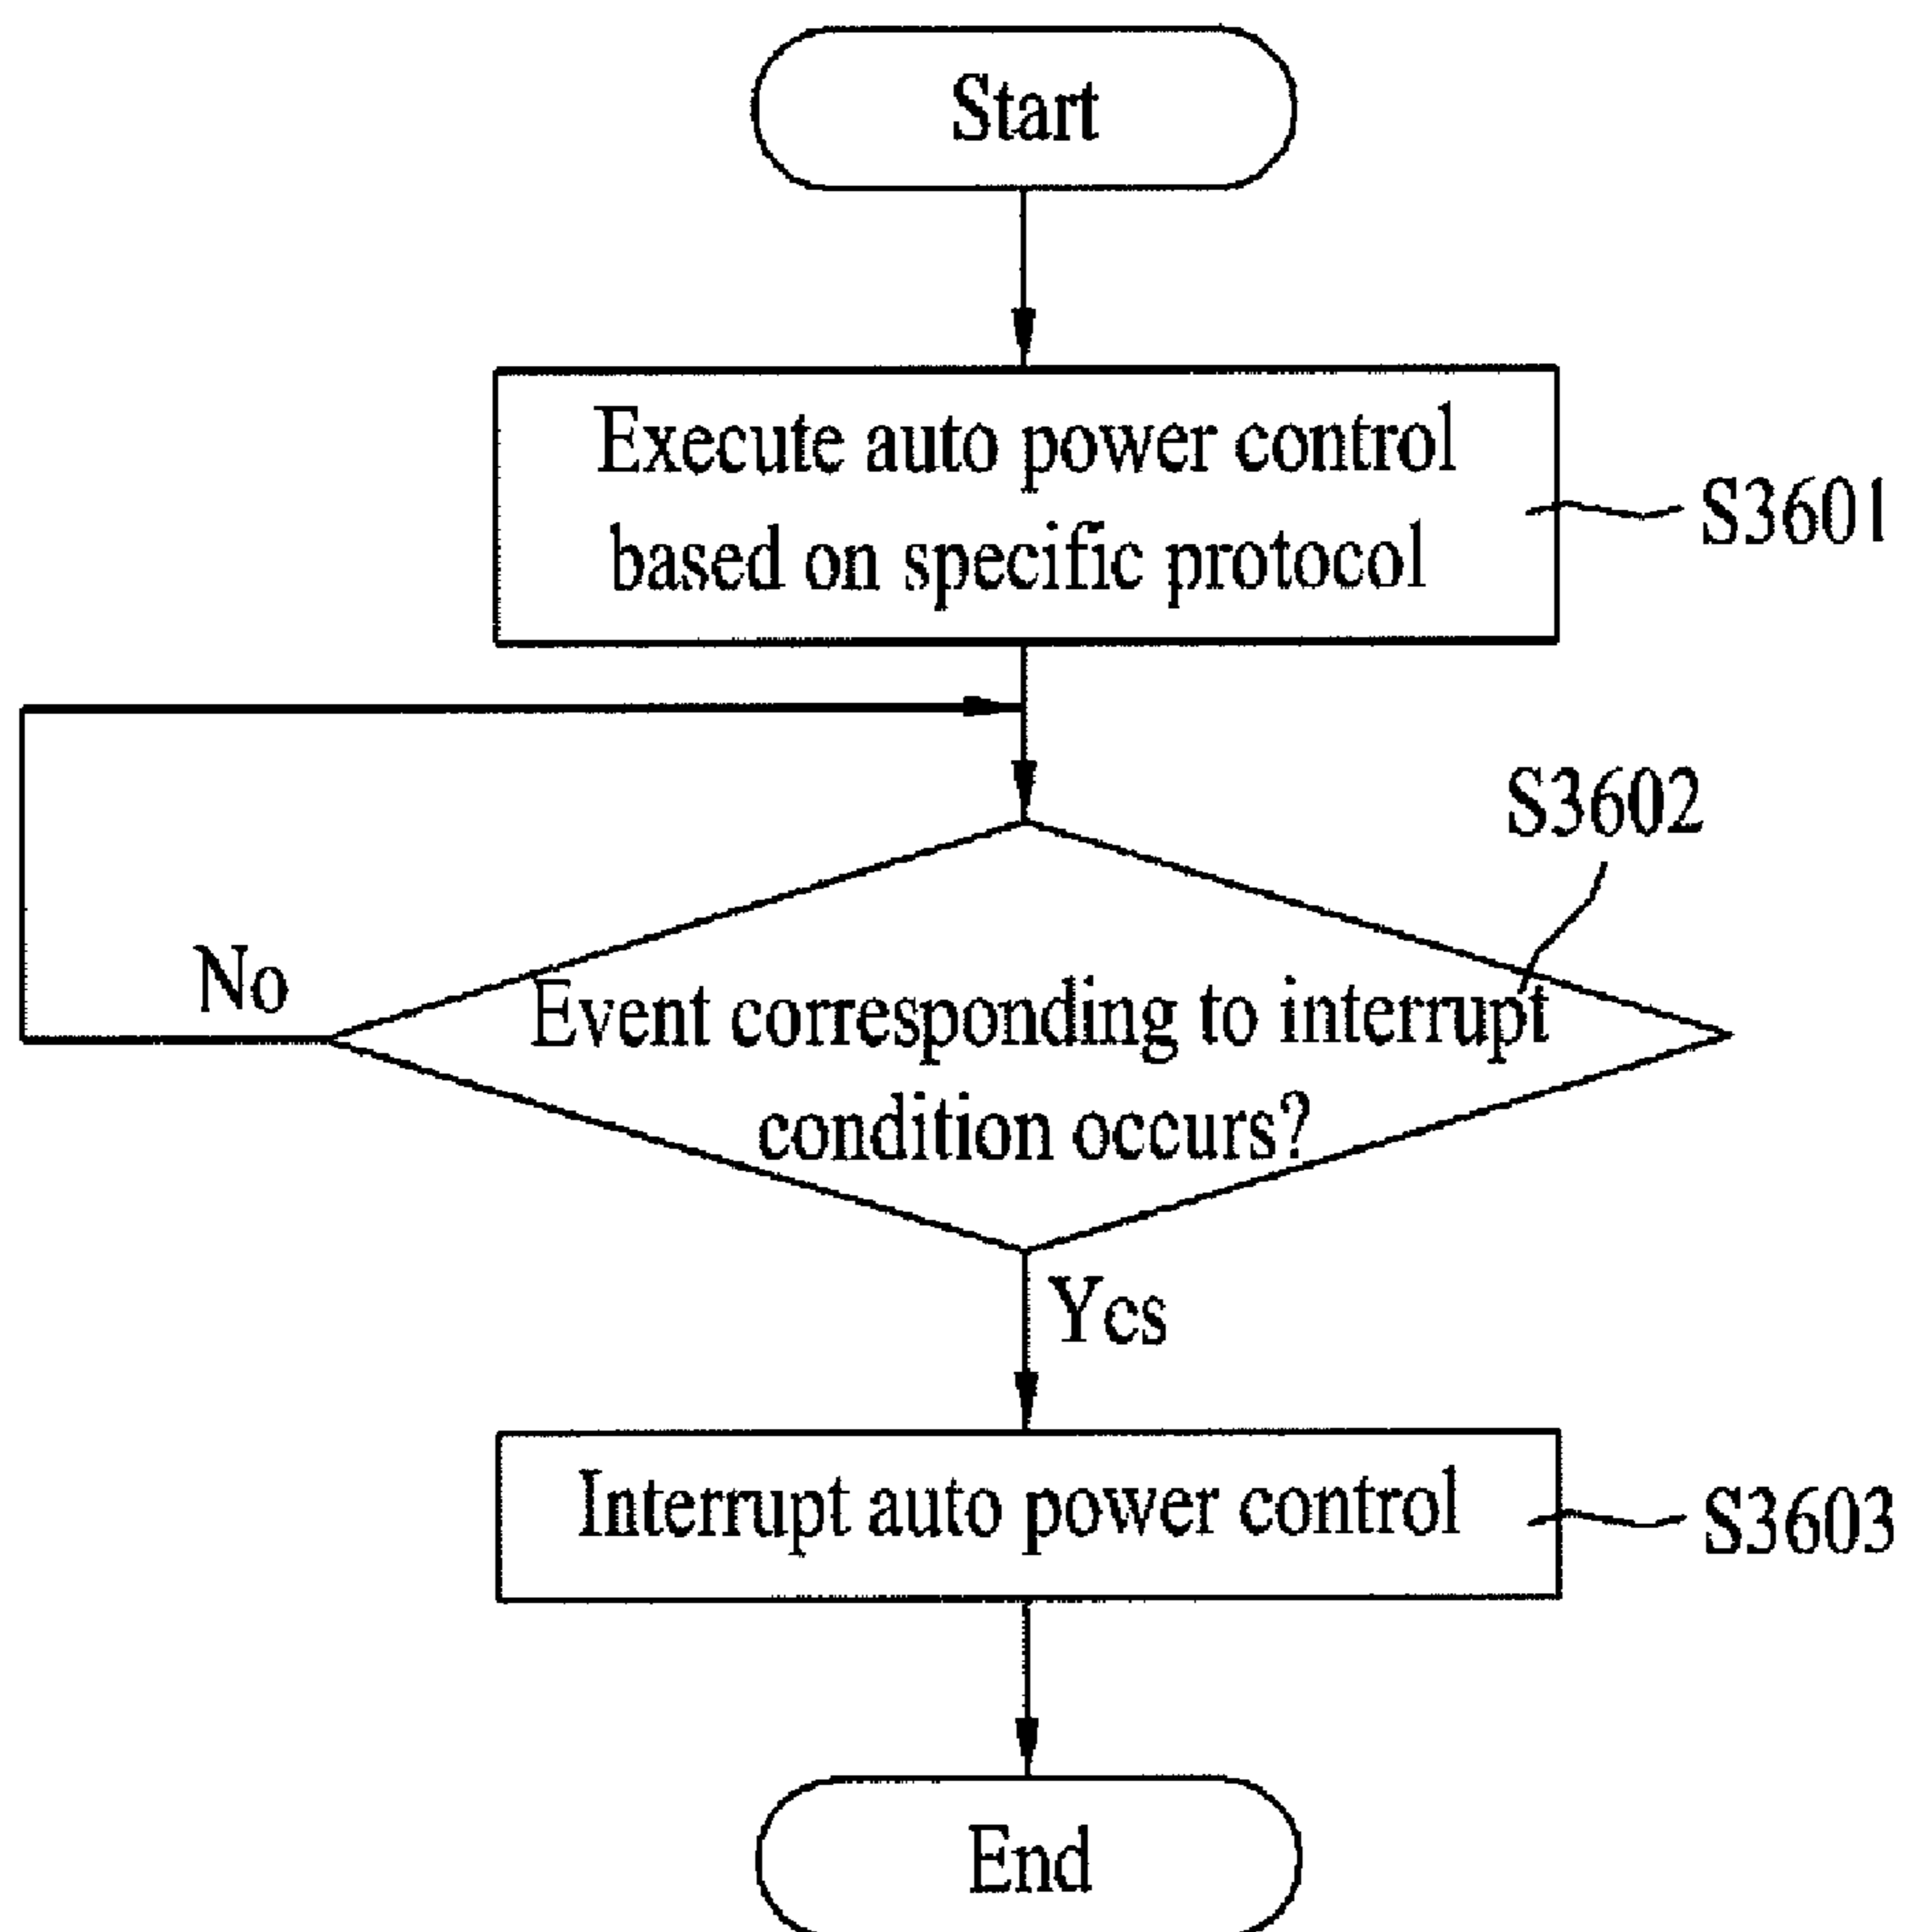 Start
Execute auto power control
based on specific protocol
S3601
S3602
No
Event corresponding to interrupt
condition occurs?
Yes
Interrupt auto power control
S3603
End